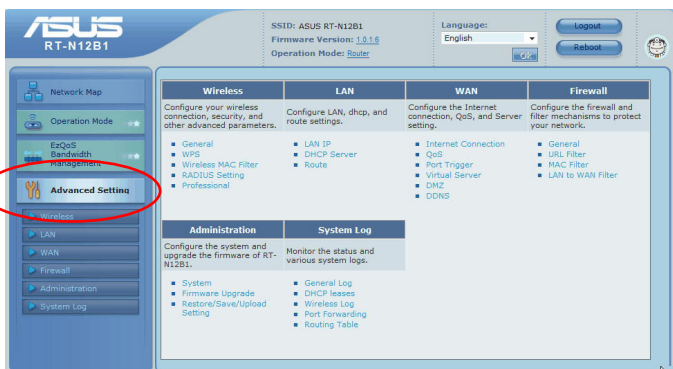 ASUS
RT-N12B1
SSID: ASUS RT-N12B1
Firmware Version: 1.0.1.6
Operation Mode: Router
Language:
English
OK
Logout
Reboot
Network Map
Operation Mode
EzQoS
Bandwidth
Management
Advanced Setting
Wireless
LAN
WAN
Firewall
Administration
System Log
Wireless
Configure your wireless
connection, security, and
other advanced parameters.
General
WPS
Wireless MAC Filter
RADIUS Setting
Professional
LAN
Configure LAN, dhcp, and
route settings.
LAN IP
DHCP Server
Route
WAN
Configure the Internet
connection, QoS, and Server
setting.
Internet Connection
QoS
Port Trigger
Virtual Server
DMZ
DDNS
Firewall
Configure the firewall and
filter mechanisms to protect
your network.
General
URL Filter
MAC Filter
LAN to WAN Filter
Administration
Configure the system and
upgrade the firmware of RT-
N12B1.
System
Firmware Upgrade
Restore/Save/Upload
Setting
System Log
Monitor the status and
various system logs.
General Log
DHCP leases
Wireless Log
Port Forwarding
Routing Table